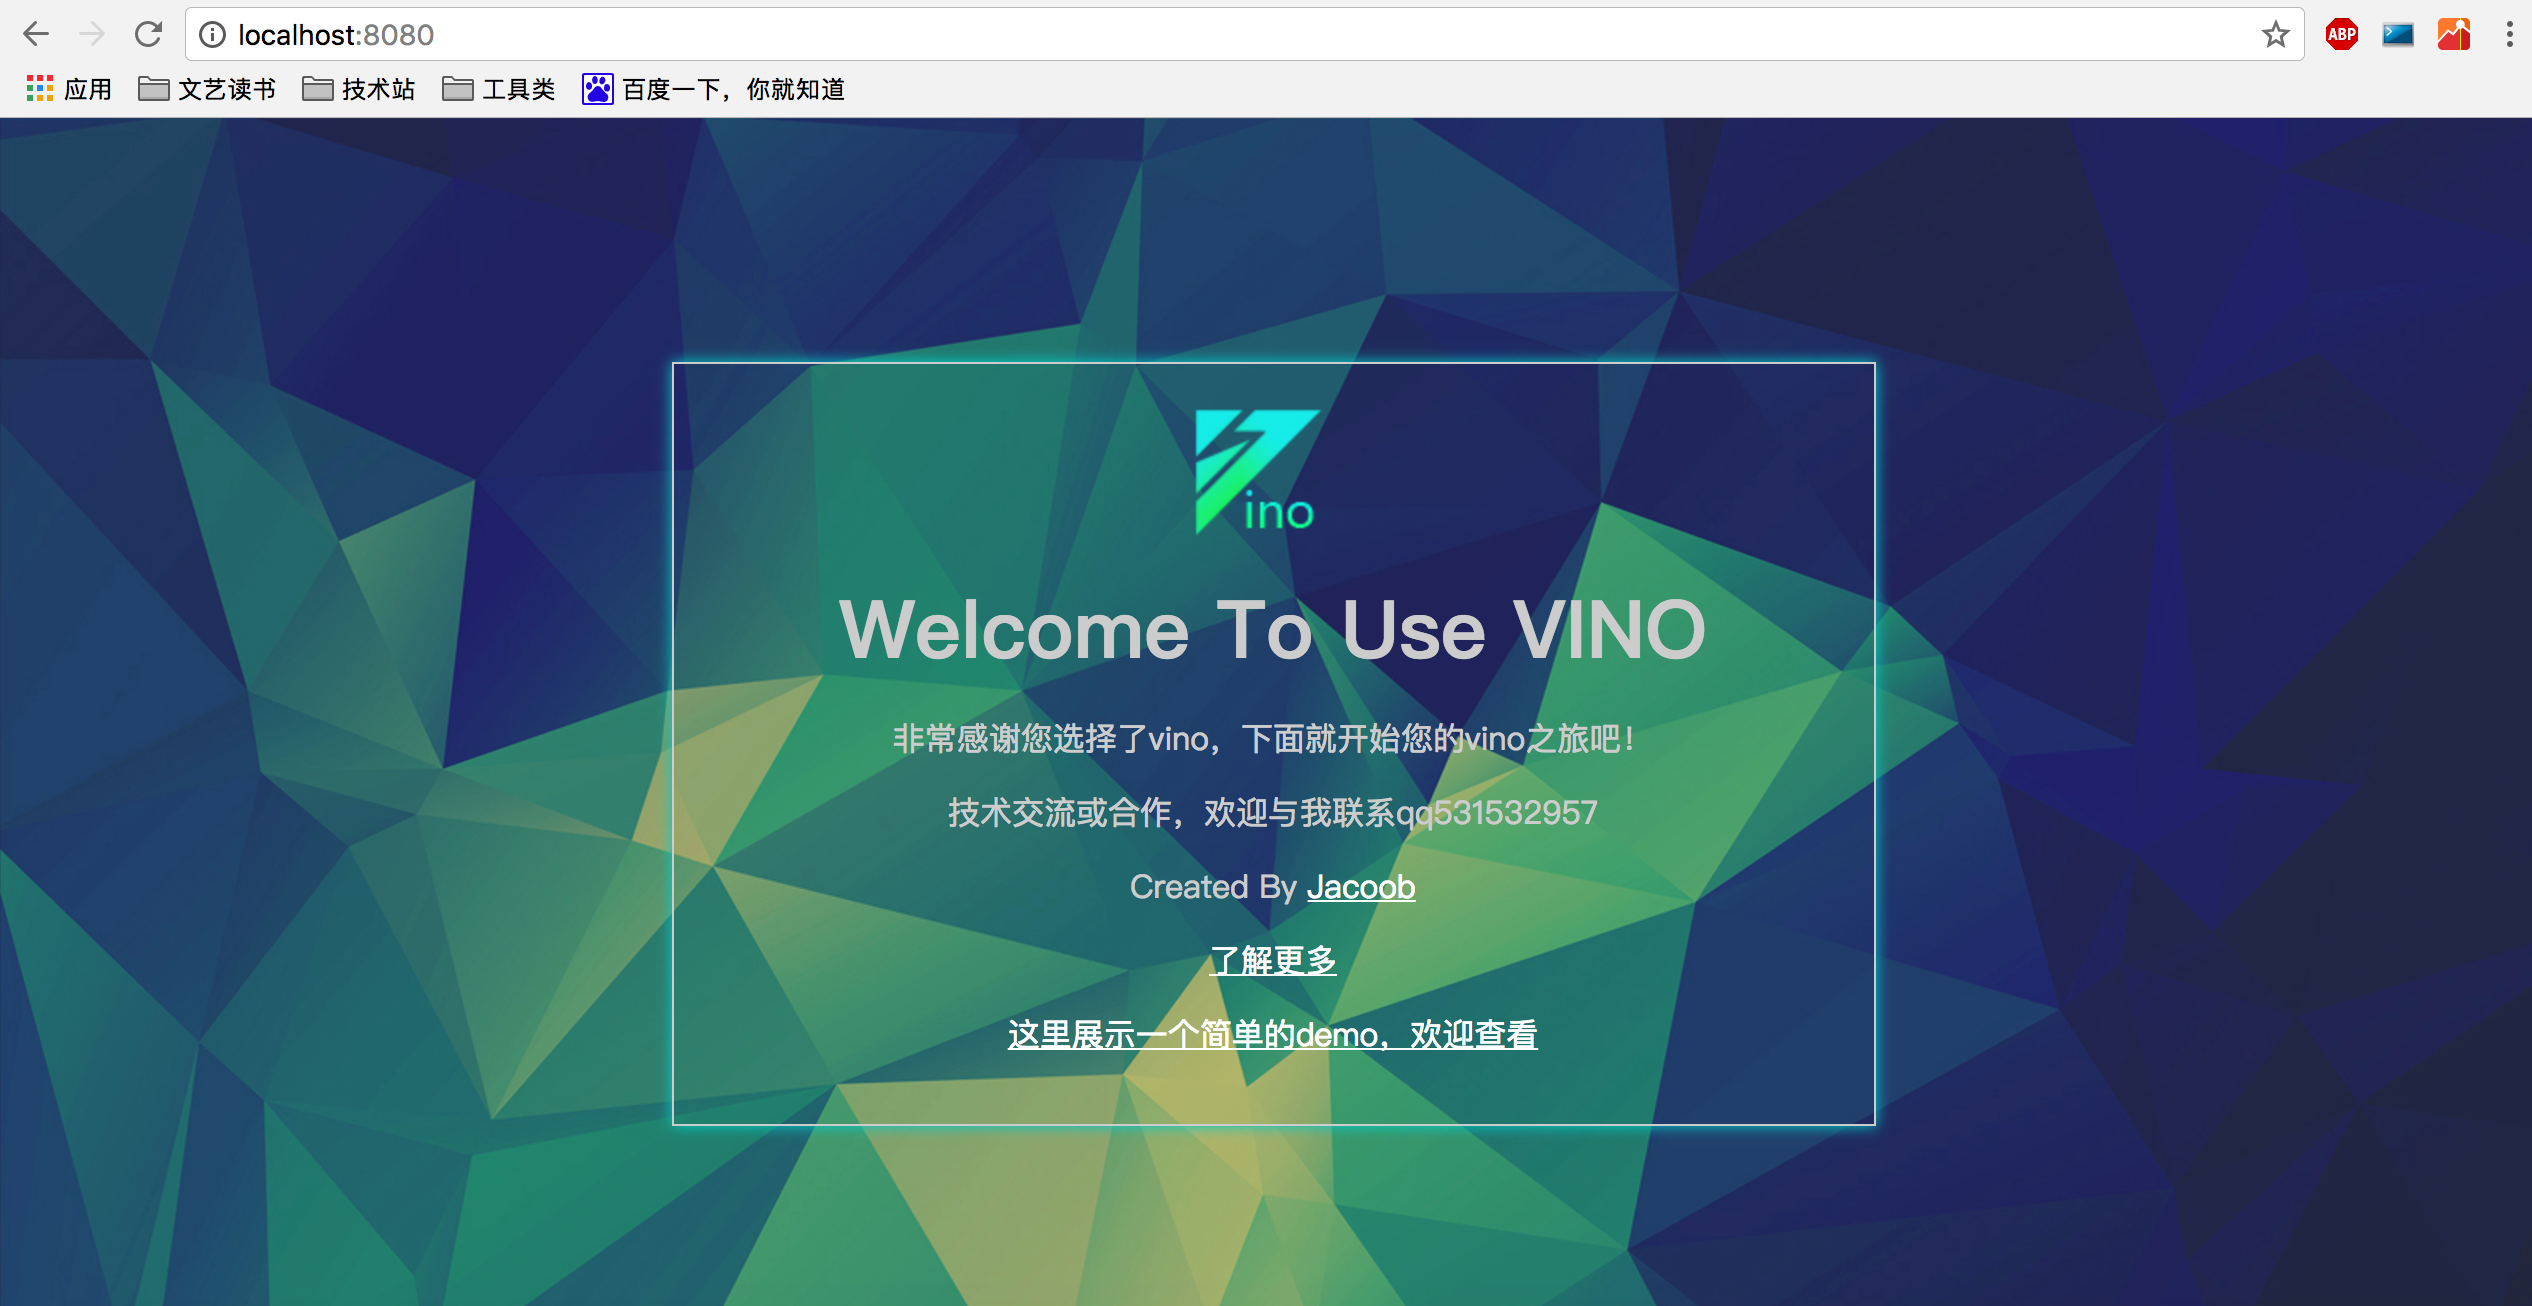 localhost:8080
ABP
应用 文艺读书 技术站 工具类 百度一下，你就知道
ino
Welcome To Use VINO
非常感谢您选择了vino，下面就开始您的vino之旅吧！
技术交流或合作，欢迎与我联系qq531532957
Created By Jacoob
了解更多
这里展示一个简单的demo，欢迎查看